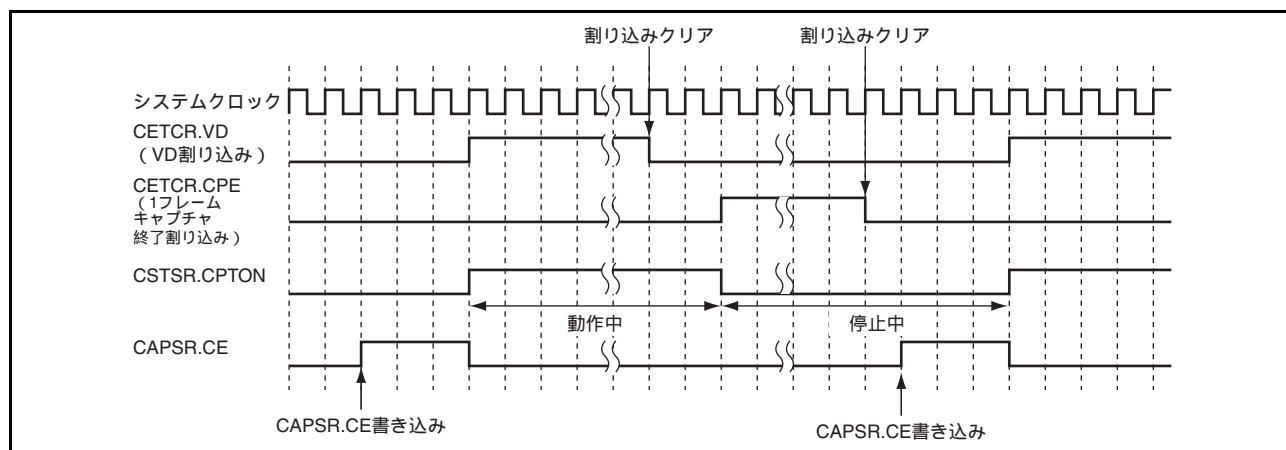 割り込みクリア
割り込みクリア
システムクロック
CETCR.VD
(VD割り込み)
CETCR.CPE
(1フレーム
キャプチャ
終了割り込み)
CSTSR.CPTON
動作中
停止中
CAPSR.CE
CAPSR.CE書き込み
CAPSR.CE書き込み